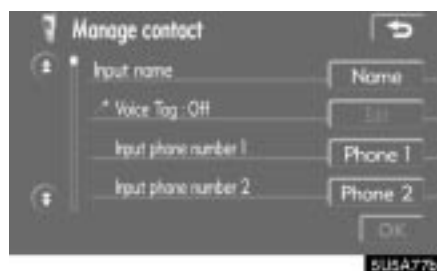 Manage contact
Input name Name
Voice Tag : Off
Input phone number 1 Phone 1
Input phone number 2 Phone 2
OK